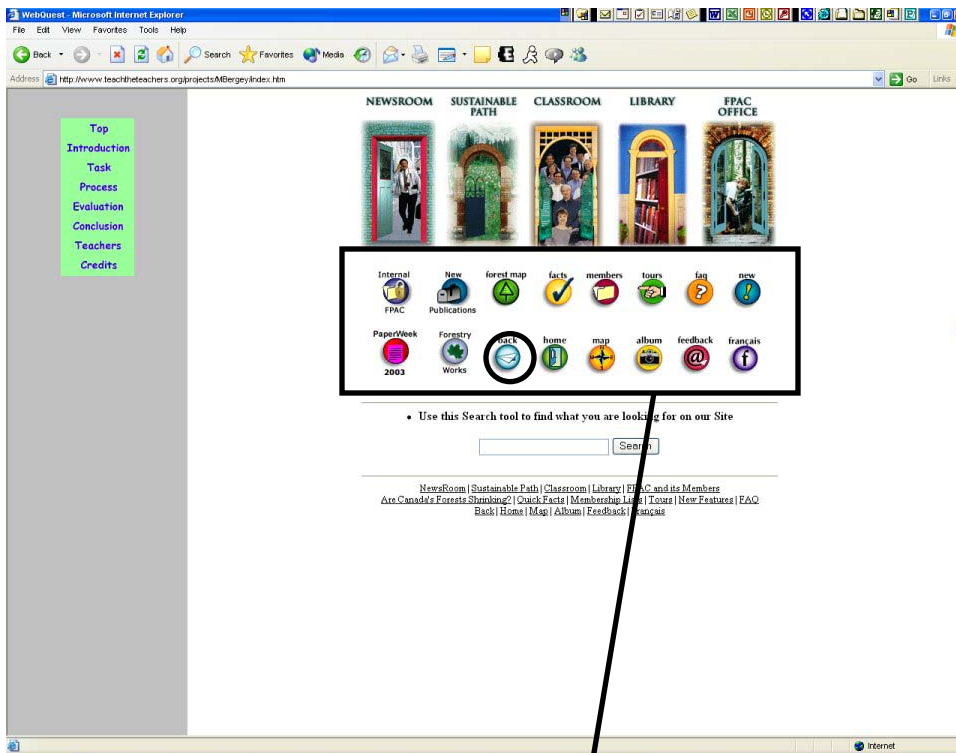 WebQuest - Microsoft Internet Explorer
File Edit View Favorites Tools Help
Back Search Favorites Media
Address http://www.teachtheteachers.org/projects/MBergey/index.htm Go Links
Top
Introduction
Task
Process
Evaluation
Conclusion
Teachers
Credits
NEWSROOM SUSTAINABLE PATH CLASSROOM LIBRARY FPAC OFFICE
Internal FPAC New Publications forest map facts members tours faq new
PaperWeek 2003 Forestry Works back home map album feedback français
• Use this Search tool to find what you are looking for on our Site
Search
NewsRoom | Sustainable Path | Classroom | Library | FPAC and its Members
Are Canada's Forests Shrinking? | Quick Facts | Membership Lists | Tours | New Features | FAQ
Back | Home | Map | Album | Feedback | Français
Internet